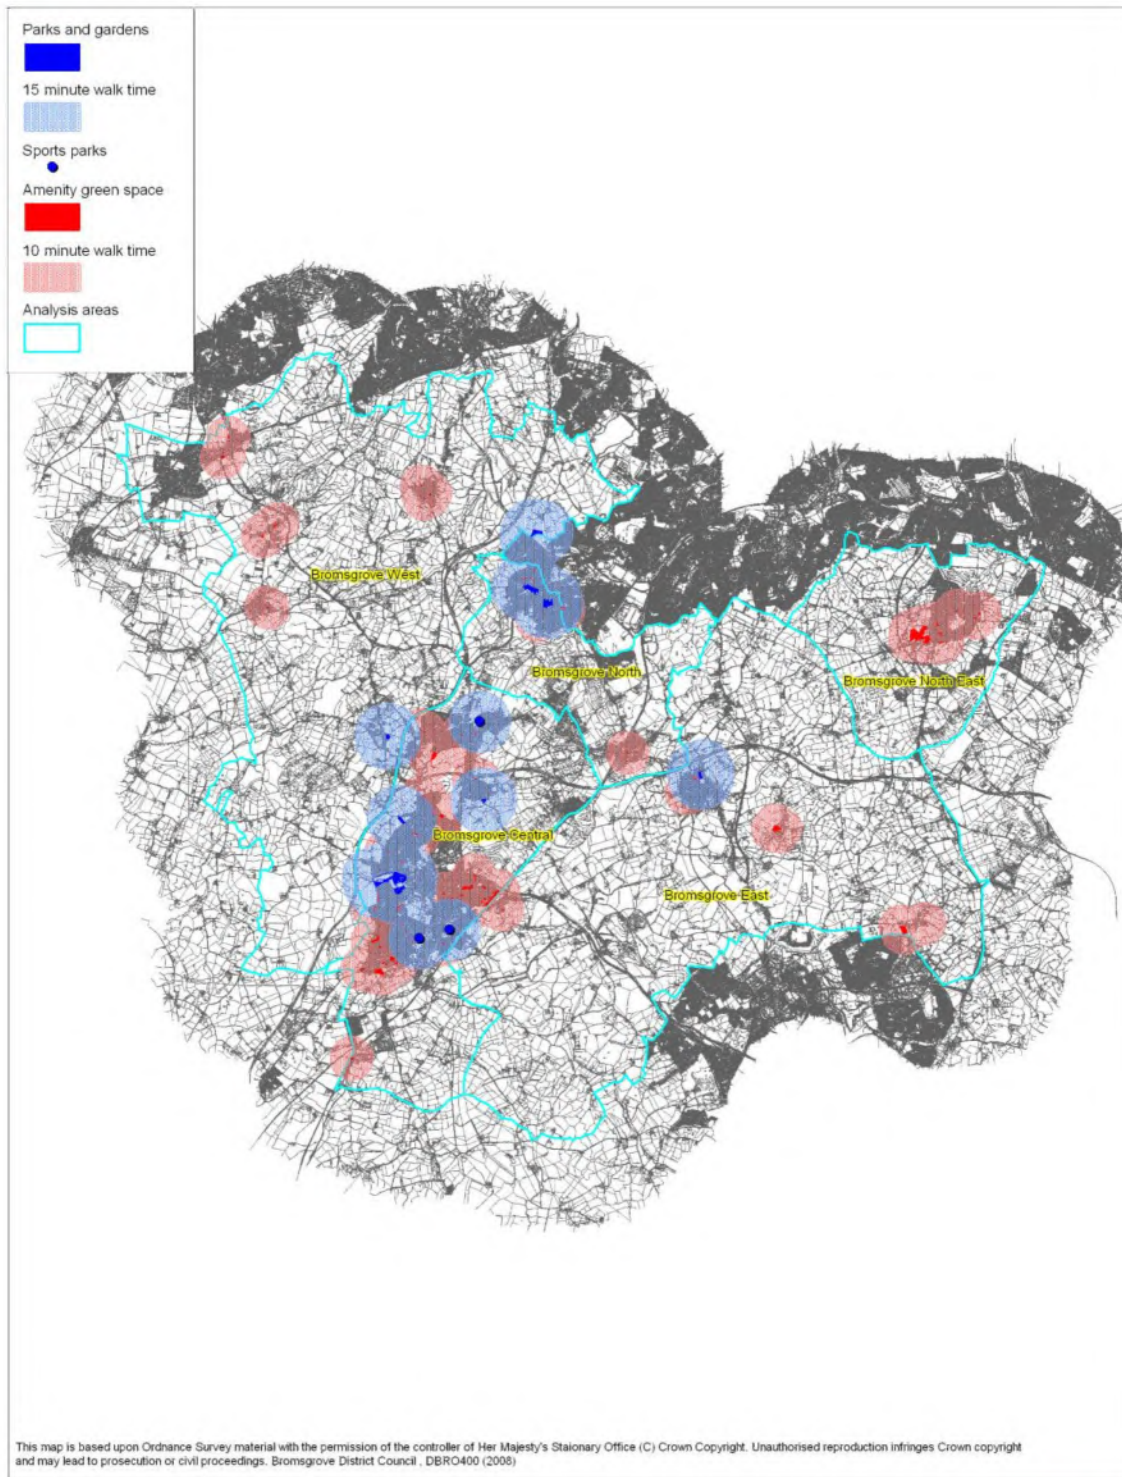 Parks and gardens
15 minute walk time
Sports parks
Amenity green space
10 minute walk time
Analysis areas
Bromsgrove West
Bromsgrove North
Bromsgrove North East
Bromsgrove Central
Bromsgrove East
This map is based upon Ordnance Survey material with the permission of the controller of Her Majesty's Staionary Office (C) Crown Copyright. Unauthorised reproduction infringes Crown copyright
and may lead to prosecution or civil proceedings. Bromsgrove District Council , DBRO400 (2008)